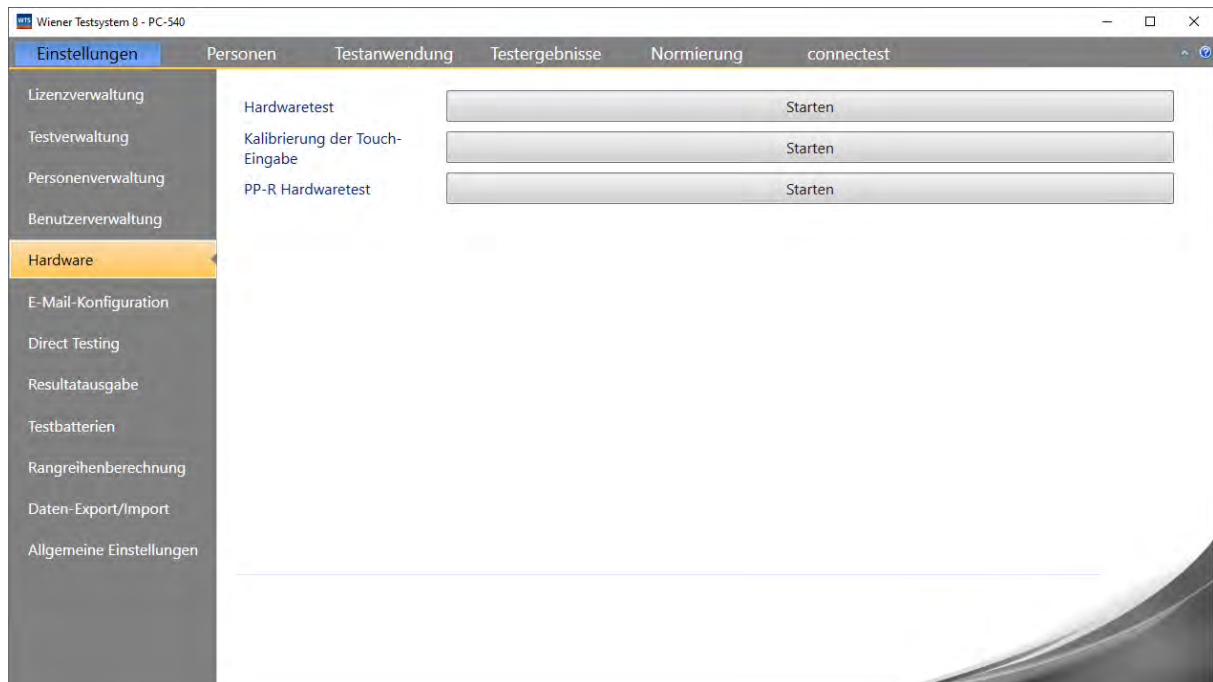 WTS Wiener Testsystem 8 - PC-540
Einstellungen Personen Testanwendung Testergebnisse Normierung connectest
Lizenzverwaltung
Testverwaltung
Personenverwaltung
Benutzerverwaltung
Hardware
E-Mail-Konfiguration
Direct Testing
Resultatausgabe
Testbatterien
Rangreihenberechnung
Daten-Export/Import
Allgemeine Einstellungen
Hardwaretest Starten
Kalibrierung der Touch-
Eingabe Starten
PP-R Hardwaretest Starten